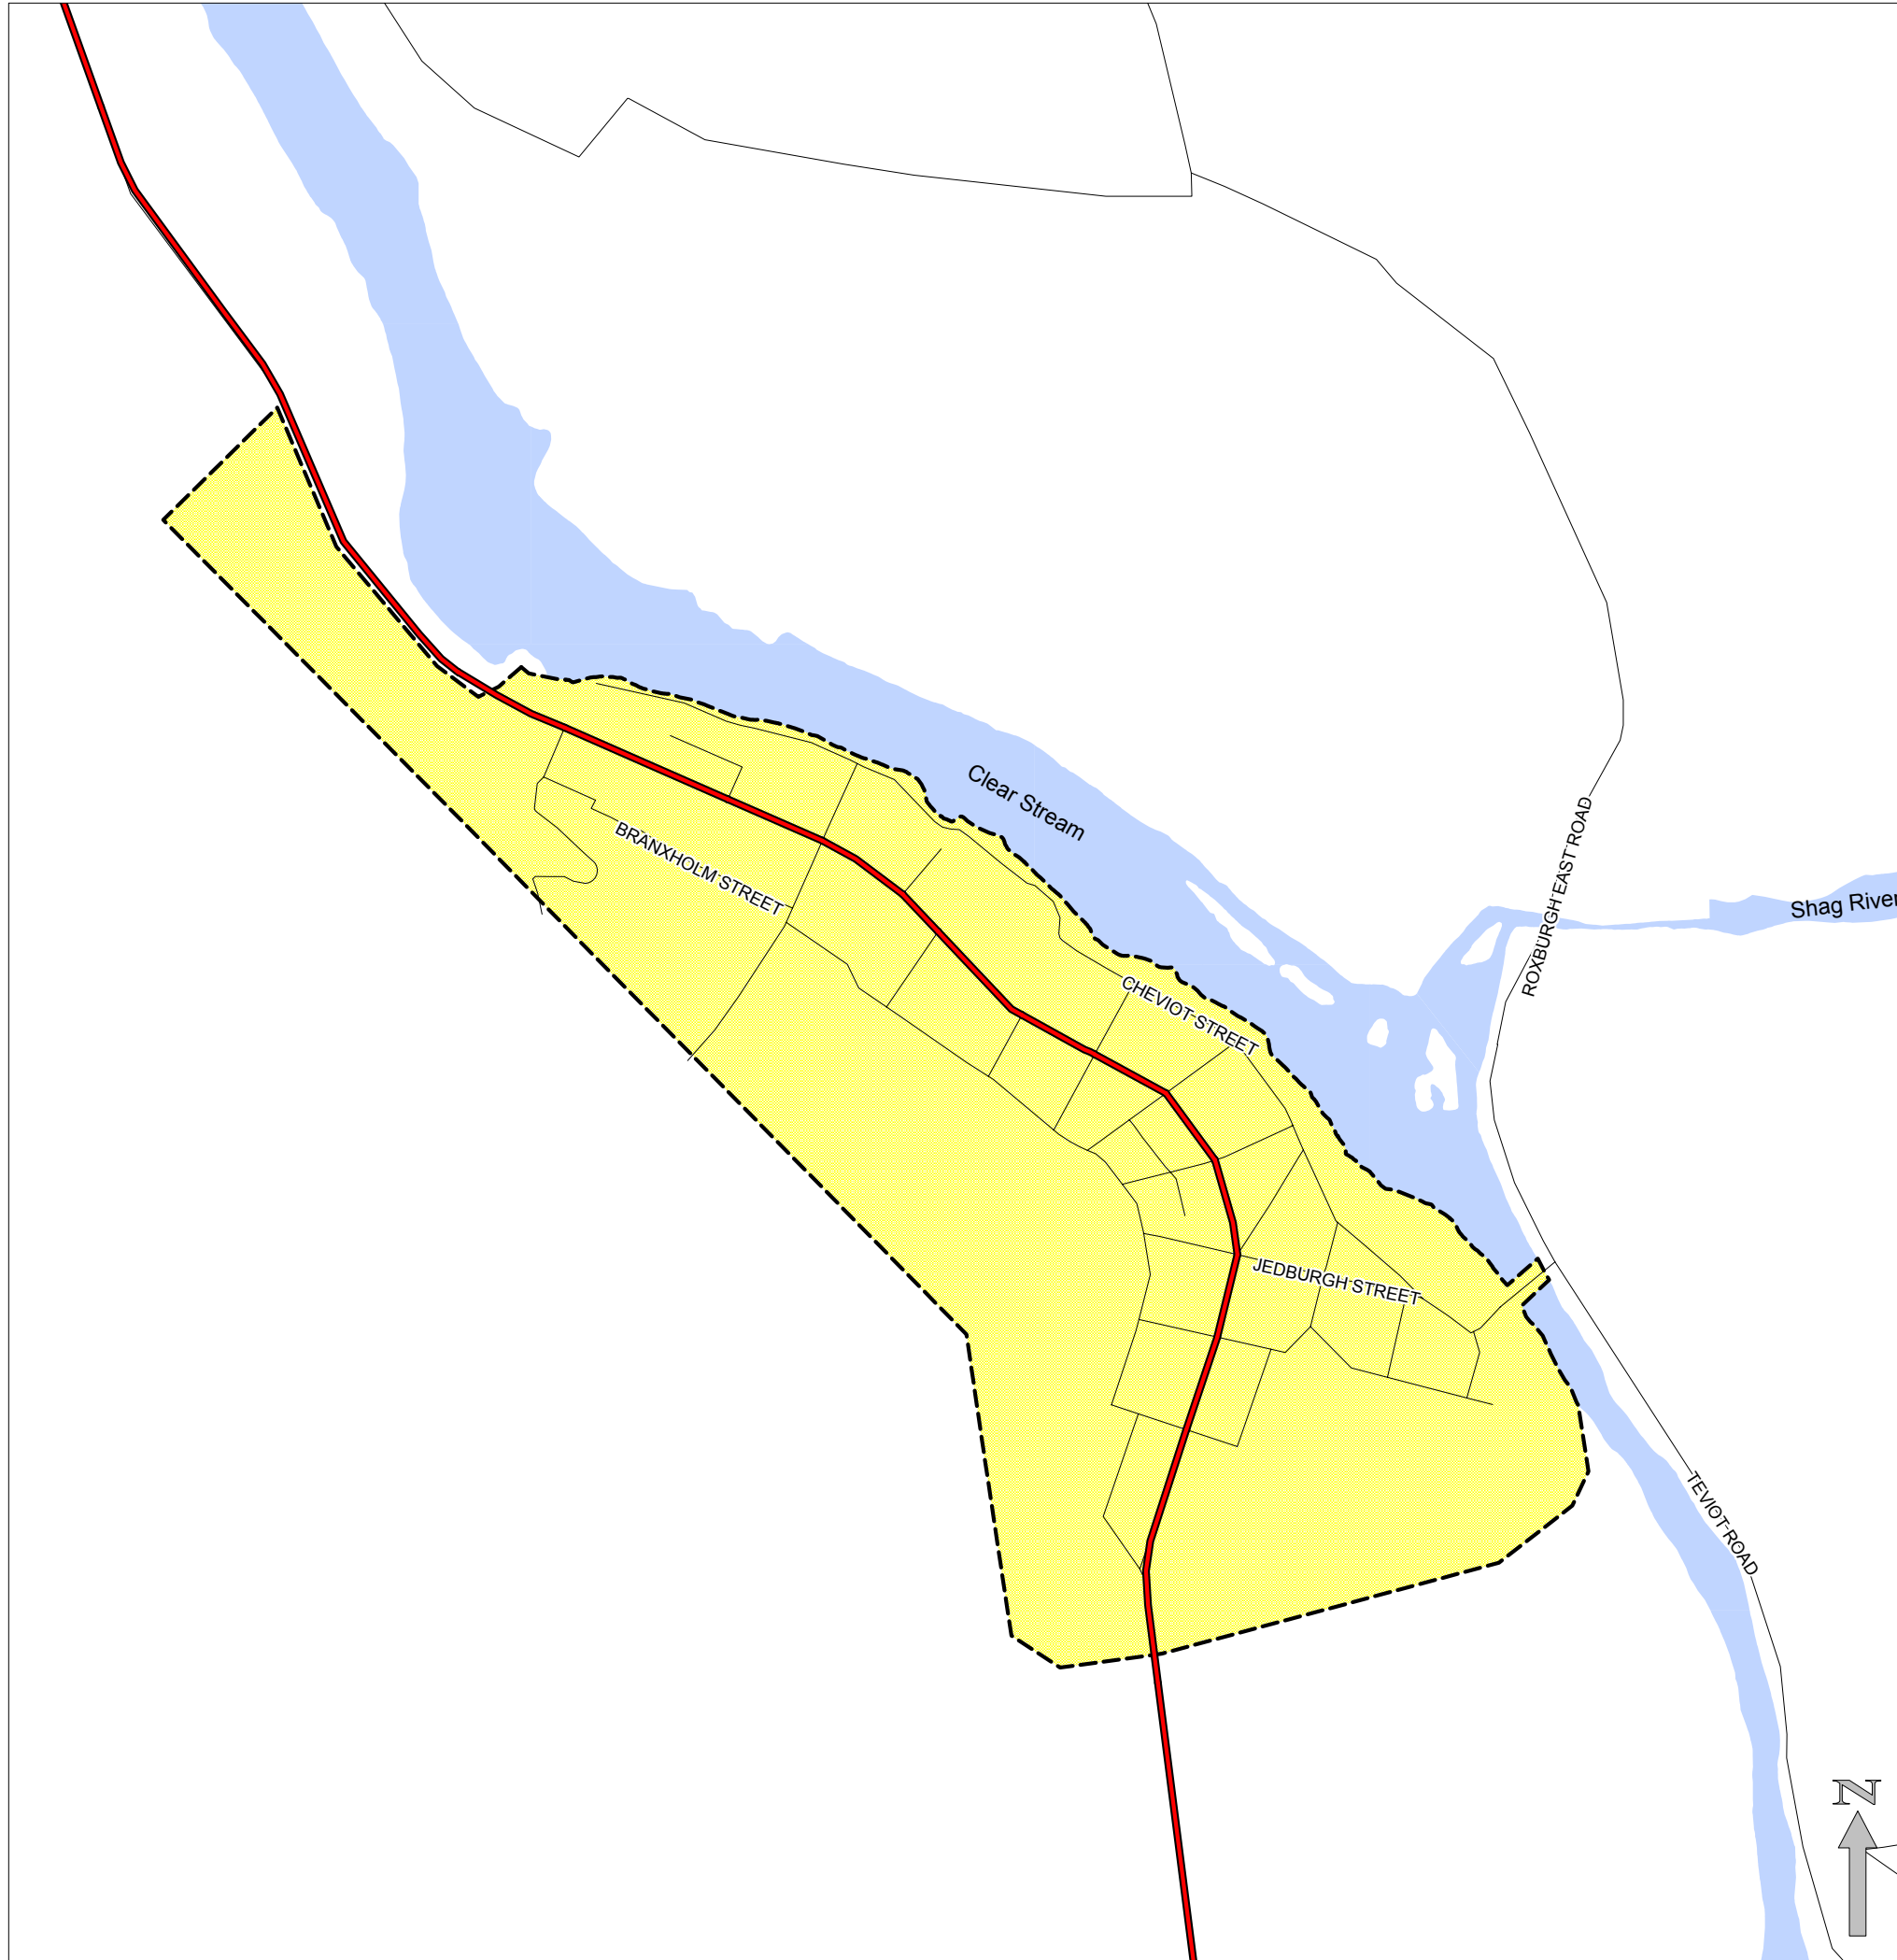 Clear Stream
ROXBURGH EAST ROAD
BRANXHOLM STREET
Shag River
CHEVIOT STREET
JEDBURGH STREET
TEVIOT ROAD
N